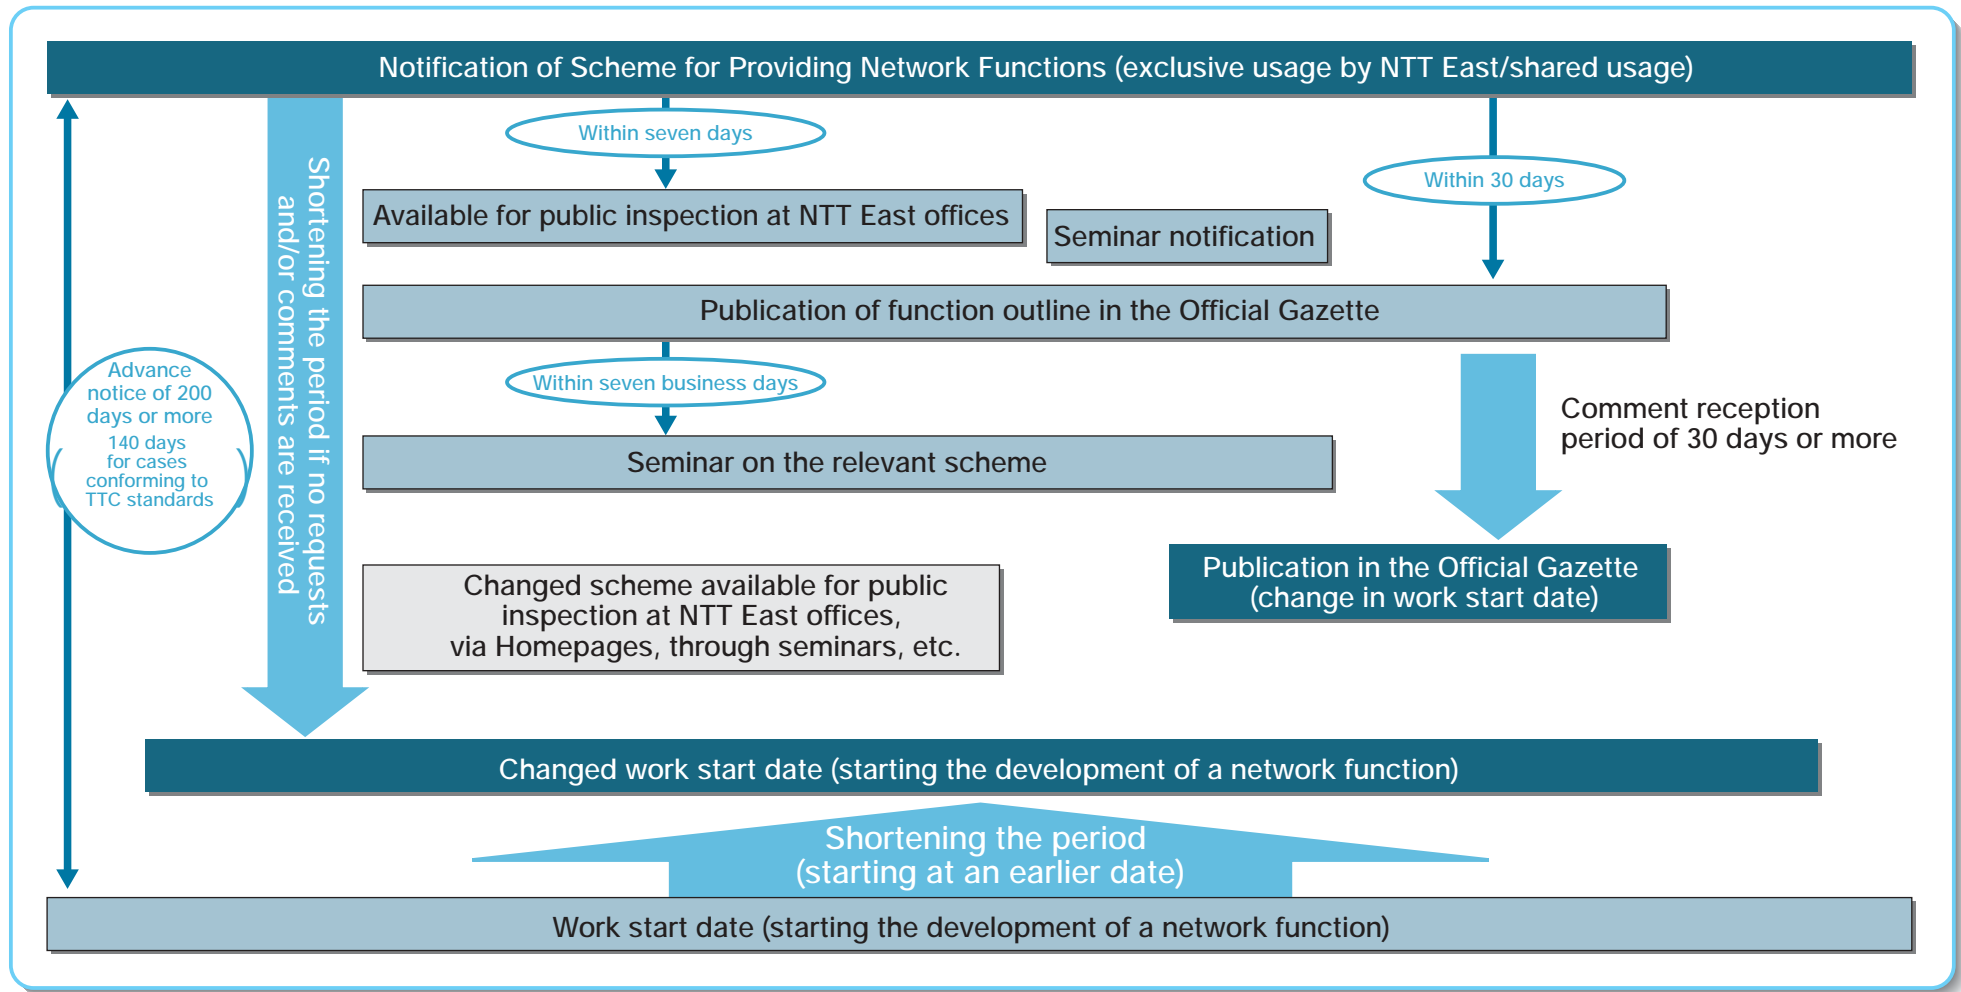 Notification of Scheme for Providing Network Functions (exclusive usage by NTT East/shared usage)
Within seven days
Within 30 days
Shortening the period if no requests
and/or comments are received
Available for public inspection at NTT East offices
Seminar notification
Publication of function outline in the Official Gazette
Within seven business days
Advance
notice of 200
days or more
(140 days
for cases
conforming to
TTC standards)
Comment reception
period of 30 days or more
Seminar on the relevant scheme
Publication in the Official Gazette
(change in work start date)
Changed scheme available for public
inspection at NTT East offices,
via Homepages, through seminars, etc.
Changed work start date (starting the development of a network function)
Shortening the period
(starting at an earlier date)
Work start date (starting the development of a network function)